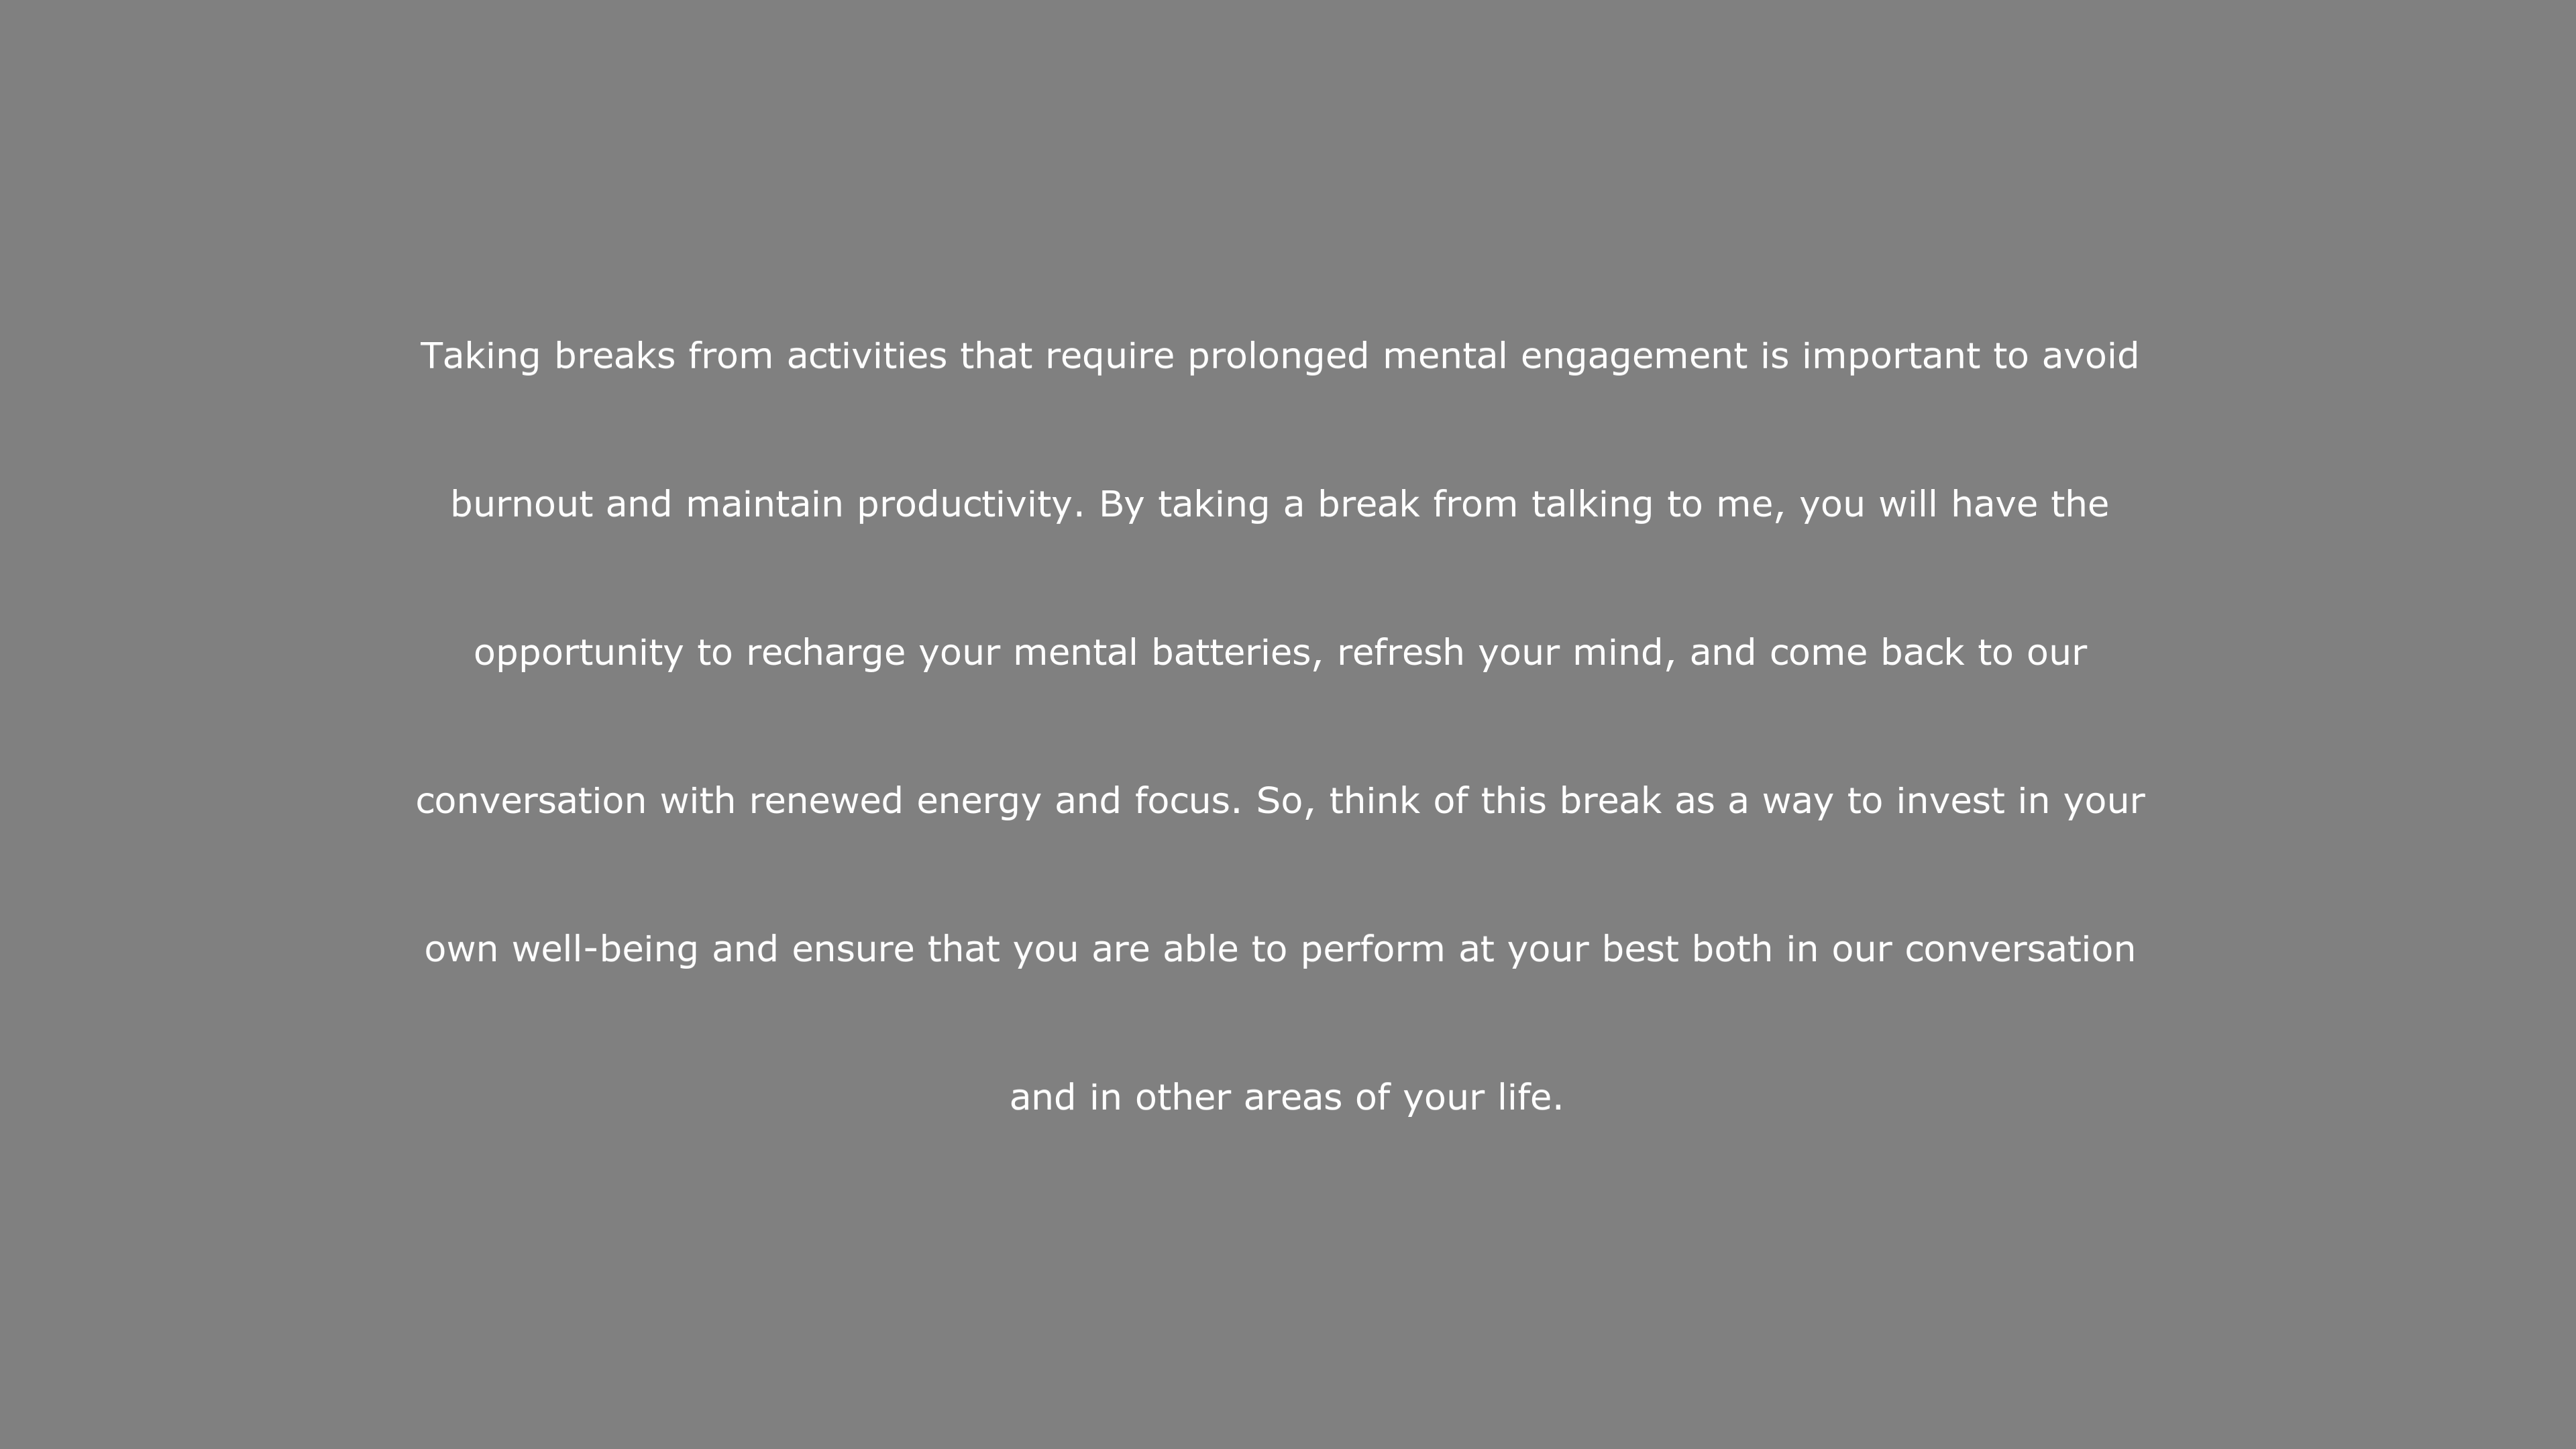 Taking breaks from activities that require prolonged mental engagement is important to avoid
burnout and maintain productivity. By taking a break from talking to me, you will have the
opportunity to recharge your mental batteries, refresh your mind, and come back to our
conversation with renewed energy and focus. So, think of this break as a way to invest in your
own well-being and ensure that you are able to perform at your best both in our conversation
and in other areas of your life.